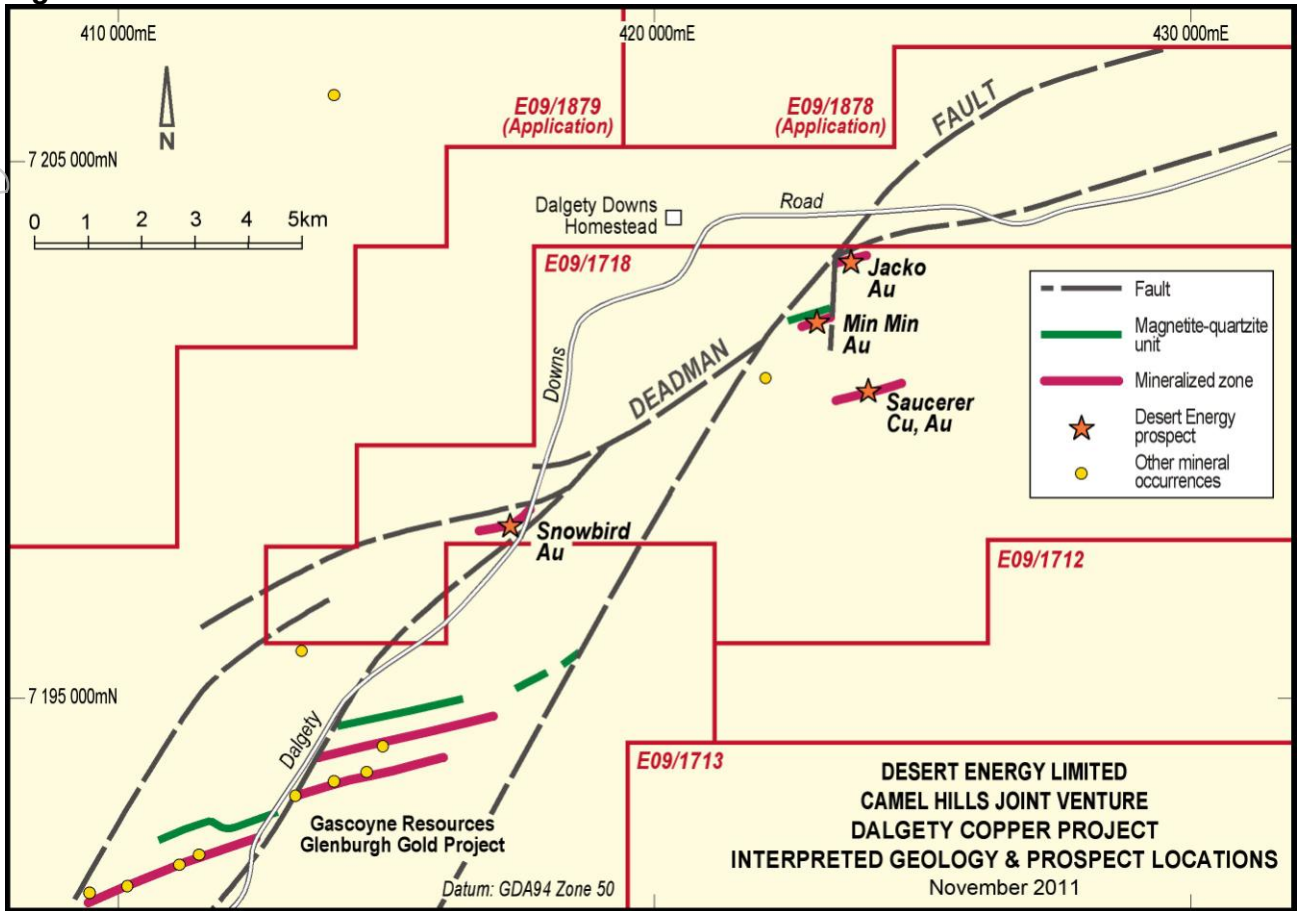 410 000mE
420 000mE
430 000mE
N
E09/1879
(Application)
E09/1878
(Application)
FAULT
7 205 000mN
0 1 2 3 4 5km
Dalgety Downs
Homestead
Road
E09/1718
Jacko
Au
Min Min
Au
Saucerer
Cu, Au
DEADMAN
Downs
Snowbird
Au
Fault
Magnetite-quartzite
unit
Mineralized zone
Desert Energy
prospect
Other mineral
occurrences
E09/1712
7 195 000mN
Dalgety
E09/1713
Gascoyne Resources
Glenburgh Gold Project
Datum: GDA94 Zone 50
DESERT ENERGY LIMITED
CAMEL HILLS JOINT VENTURE
DALGETY COPPER PROJECT
INTERPRETED GEOLOGY & PROSPECT LOCATIONS
November 2011